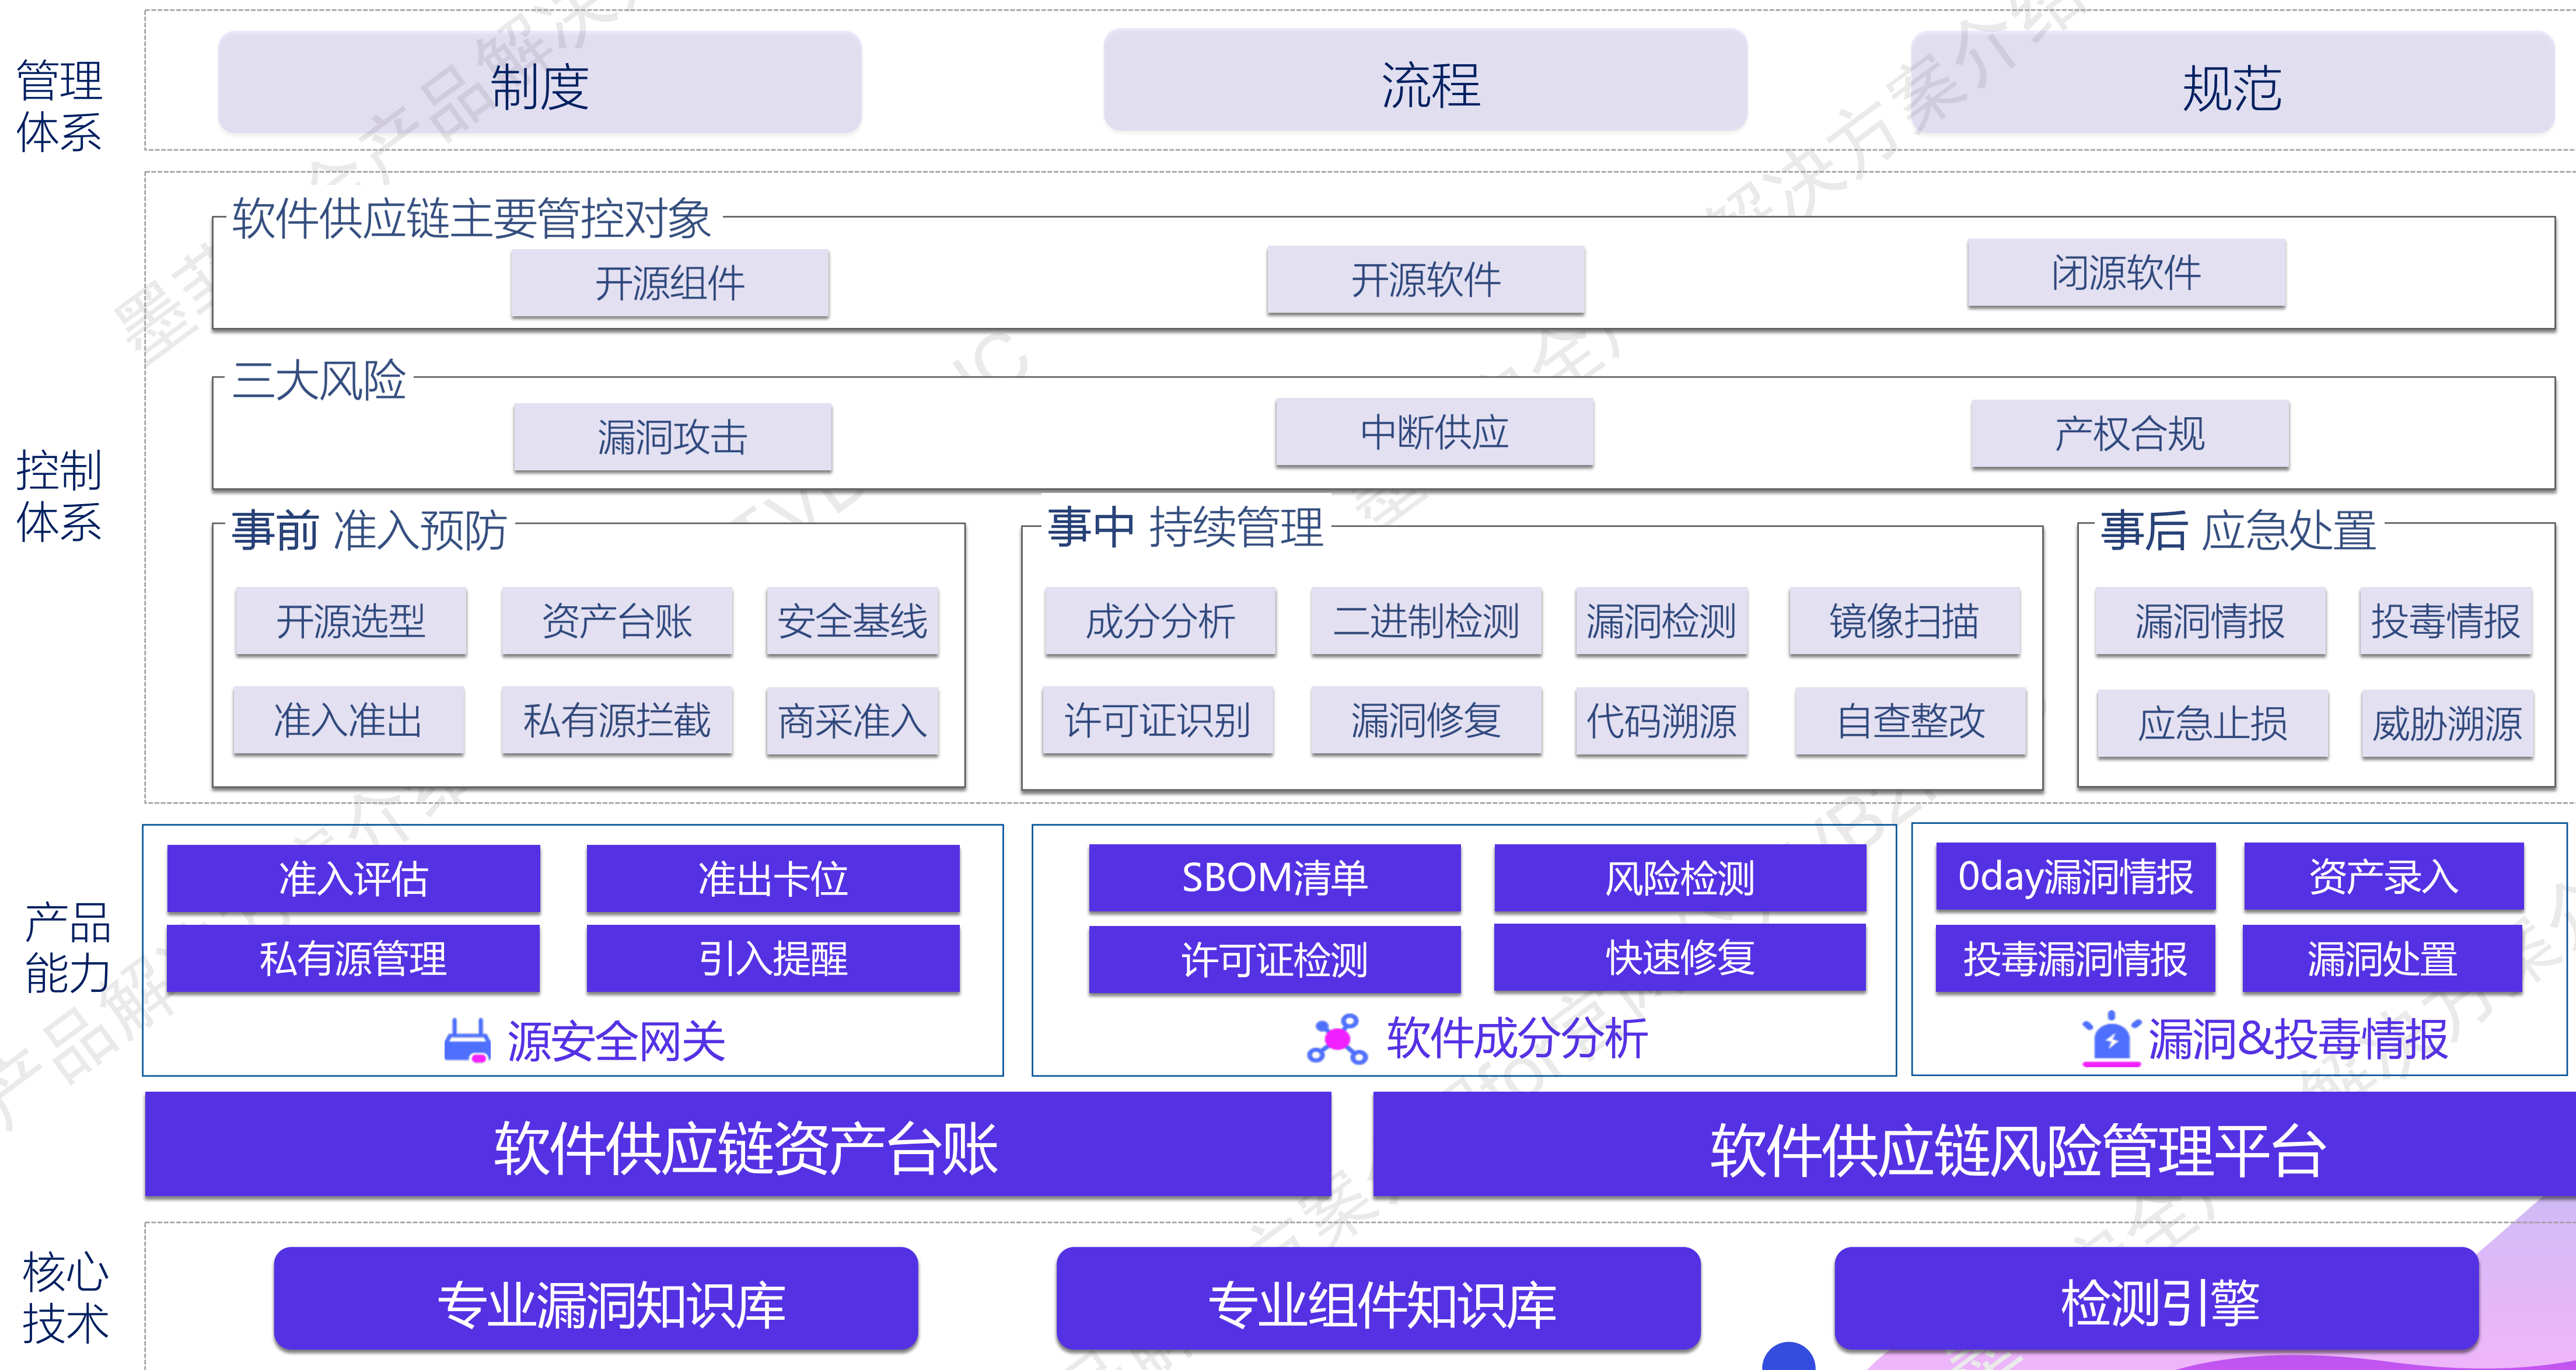 管理
体系
制度
流程
规范
控制
体系
软件供应链主要管控对象
开源组件
开源软件
闭源软件
三大风险
漏洞攻击
中断供应
产权合规
事前 准入预防
开源选型
资产台账
安全基线
准入准出
私有源拦截
商采准入
事中 持续管理
成分分析
二进制检测
漏洞检测
镜像扫描
许可证识别
漏洞修复
代码溯源
自查整改
事后 应急处置
漏洞情报
投毒情报
应急止损
威胁溯源
产品
能力
准入评估
准出卡位
私有源管理
引入提醒
源安全网关
SBOM清单
风险检测
许可证检测
快速修复
软件成分分析
0day漏洞情报
资产录入
投毒漏洞情报
漏洞处置
漏洞&投毒情报
软件供应链资产台账
软件供应链风险管理平台
核心
技术
专业漏洞知识库
专业组件知识库
检测引擎